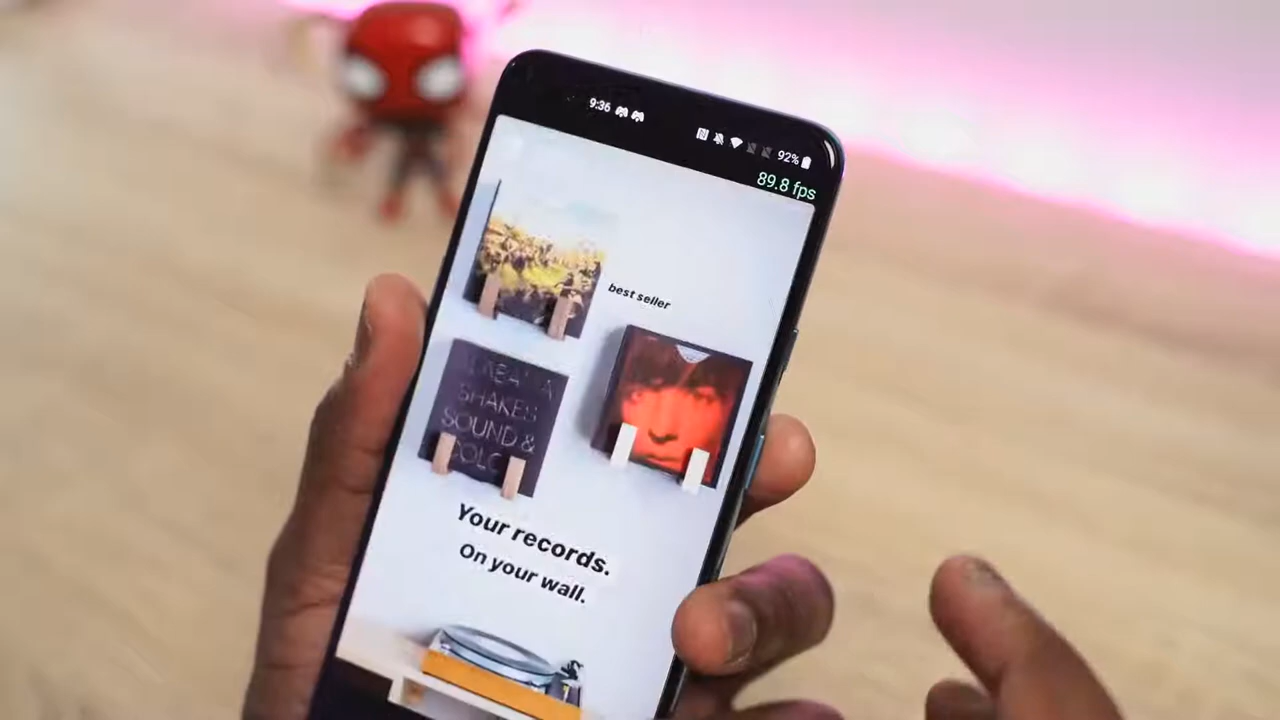 9:36
92%
89.8 fps
best seller
SHAKES
SOUND &
Your records.
On your wall.